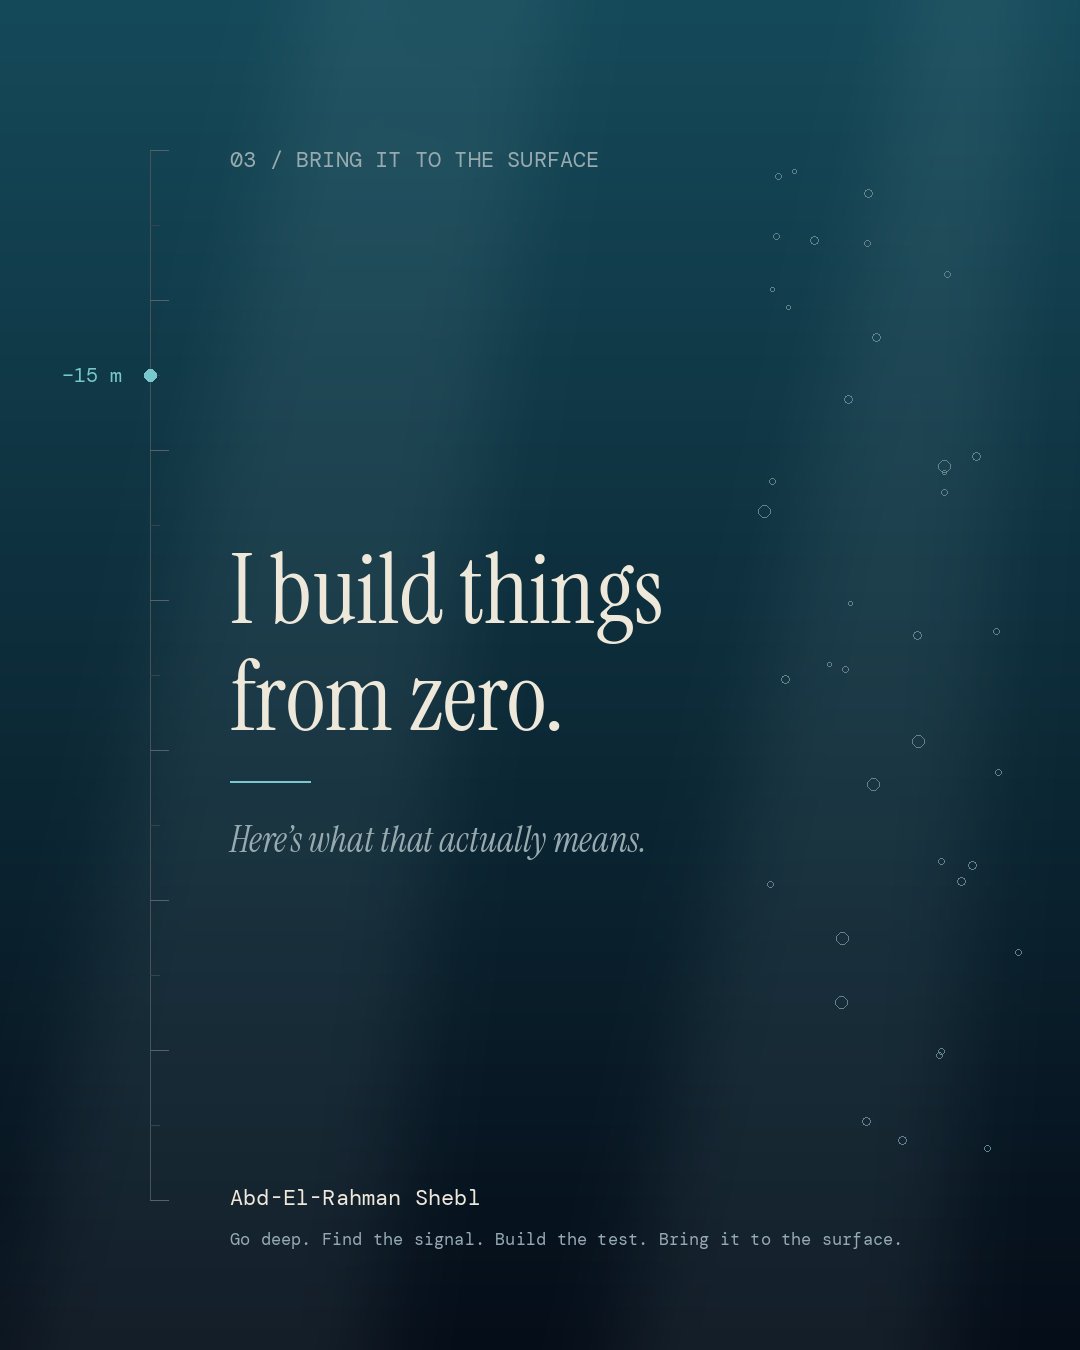 03 / BRING IT TO THE SURFACE
−15 m
I build things
from zero.
Here’s what that actually means.
Abd-El-Rahman Shebl
Go deep. Find the signal. Build the test. Bring it to the surface.